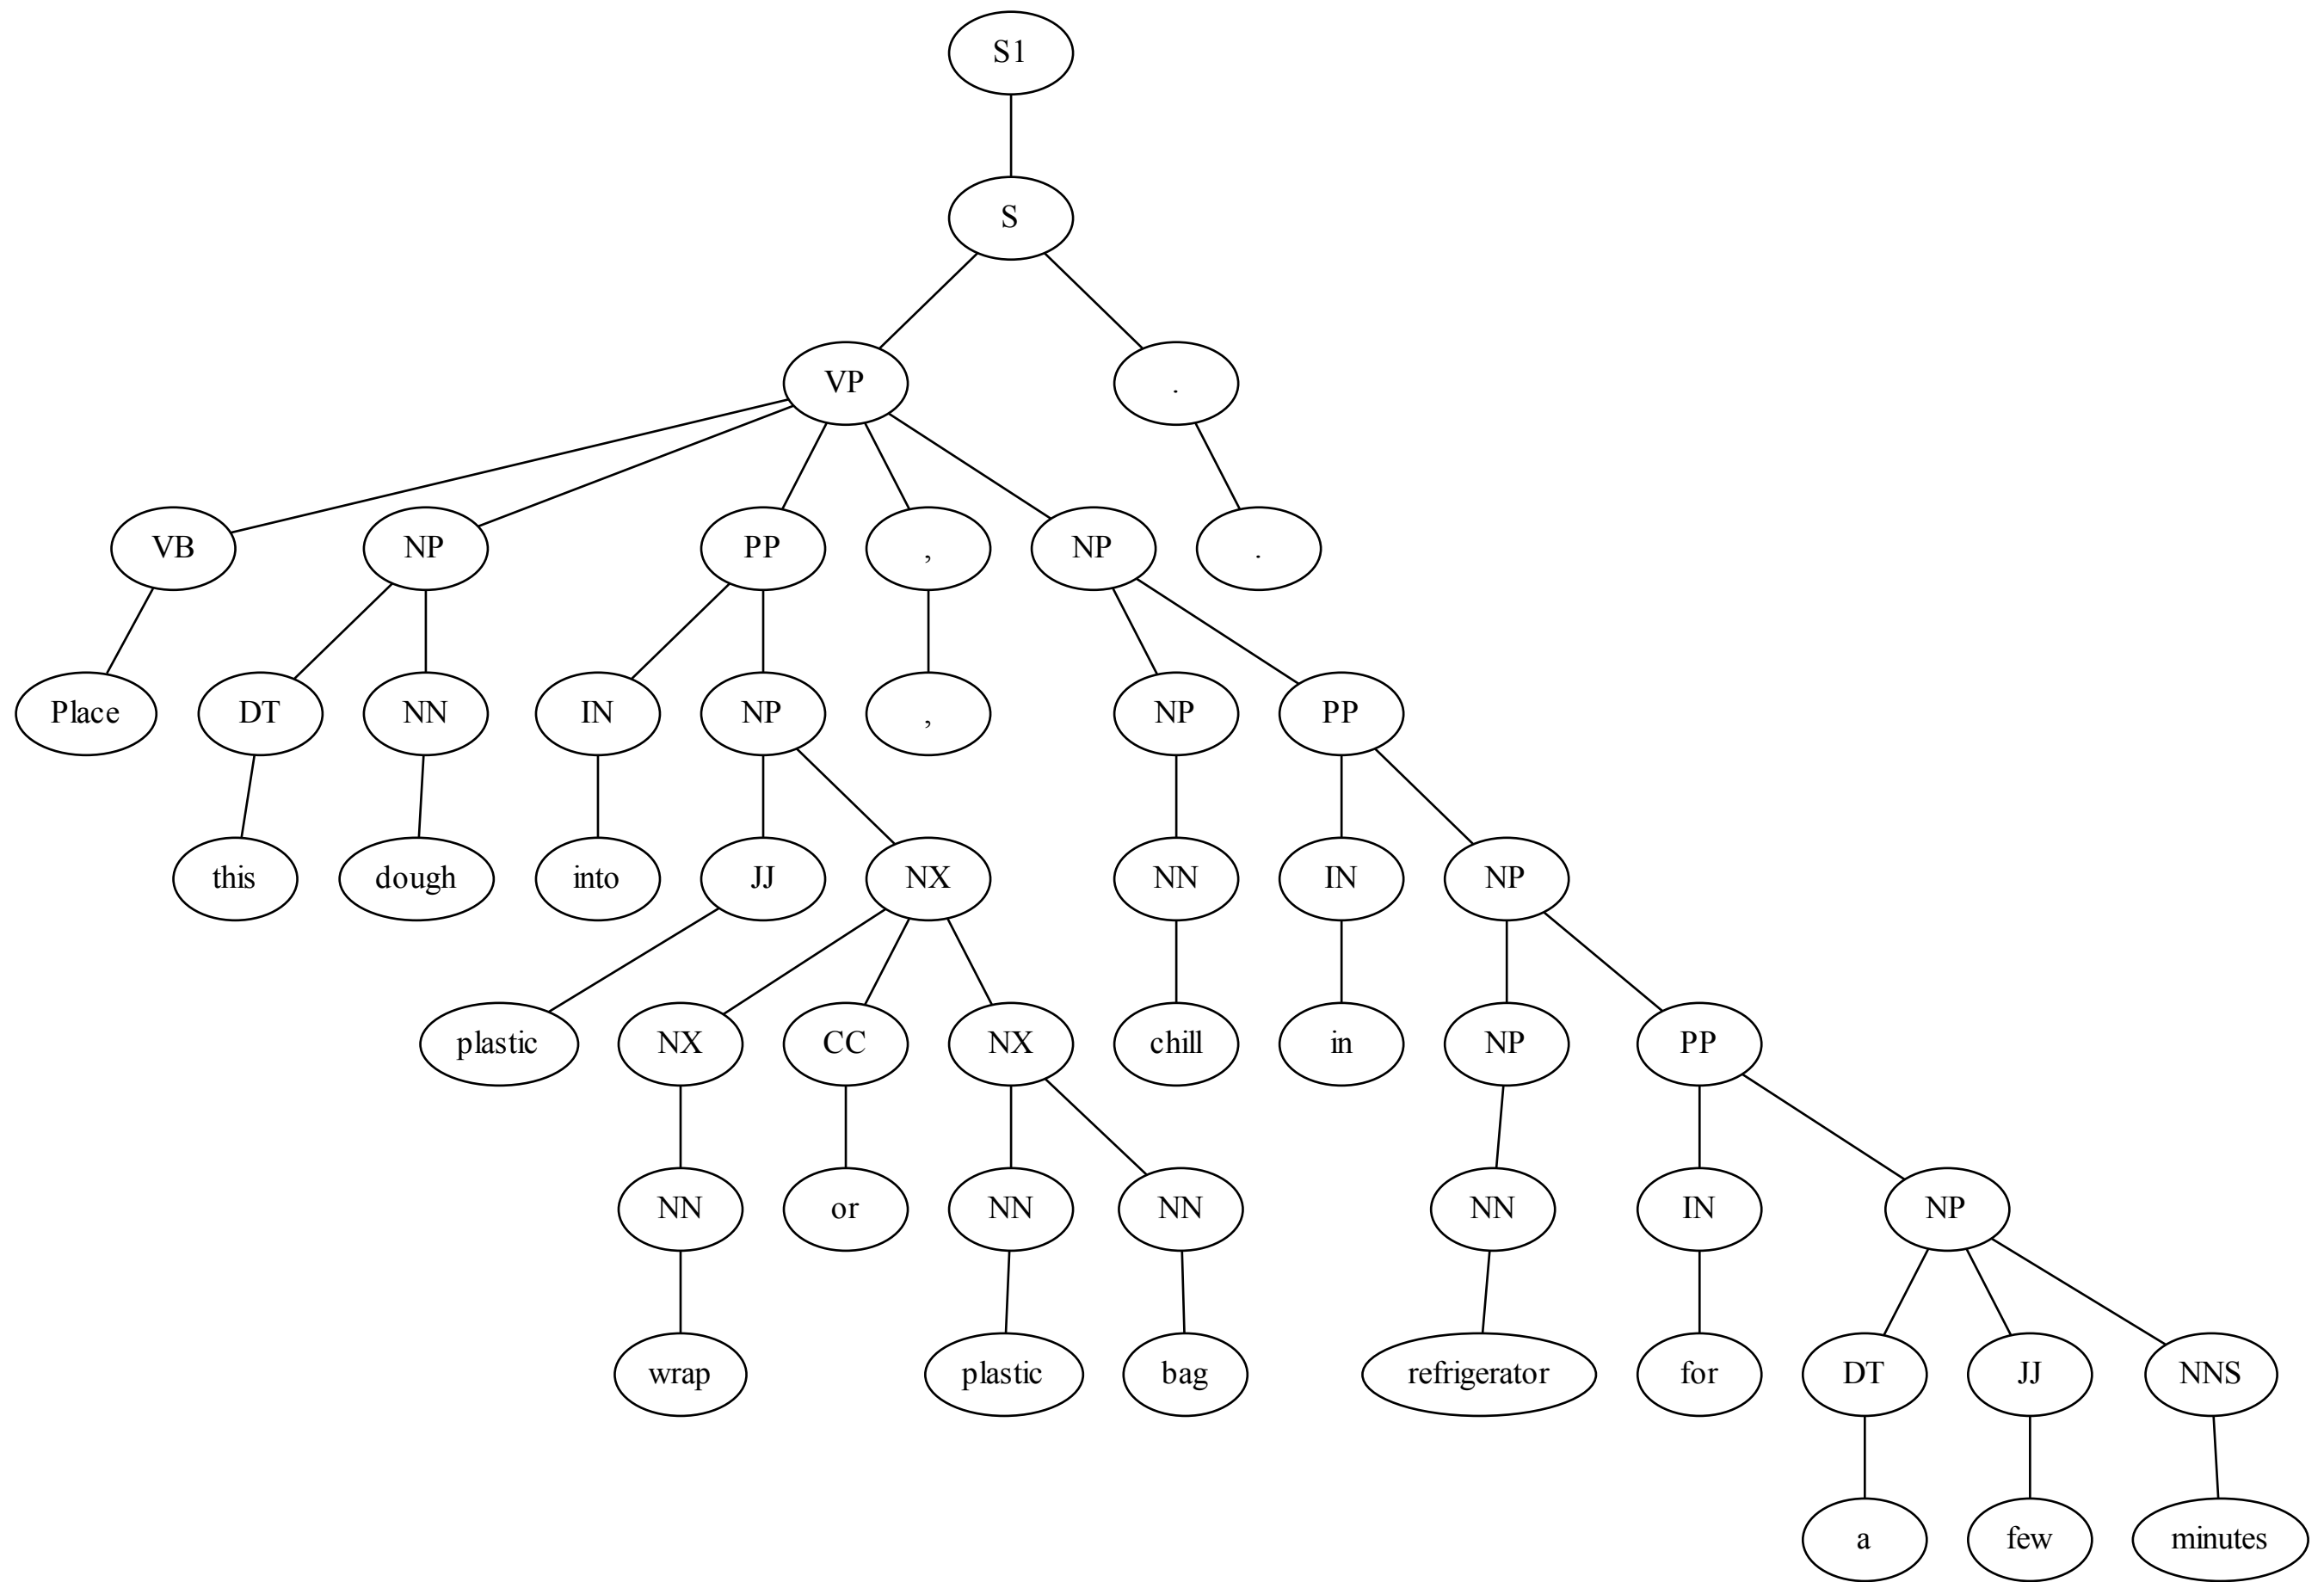 S1
S
VP .
VB NP PP , NP .
Place DT NN IN NP , NP PP
this dough into JJ NX NN IN NP
plastic NX CC NX chill in NP PP
NN or NN NN NN IN NP
wrap plastic bag refrigerator for DT JJ NNS
a few minutes